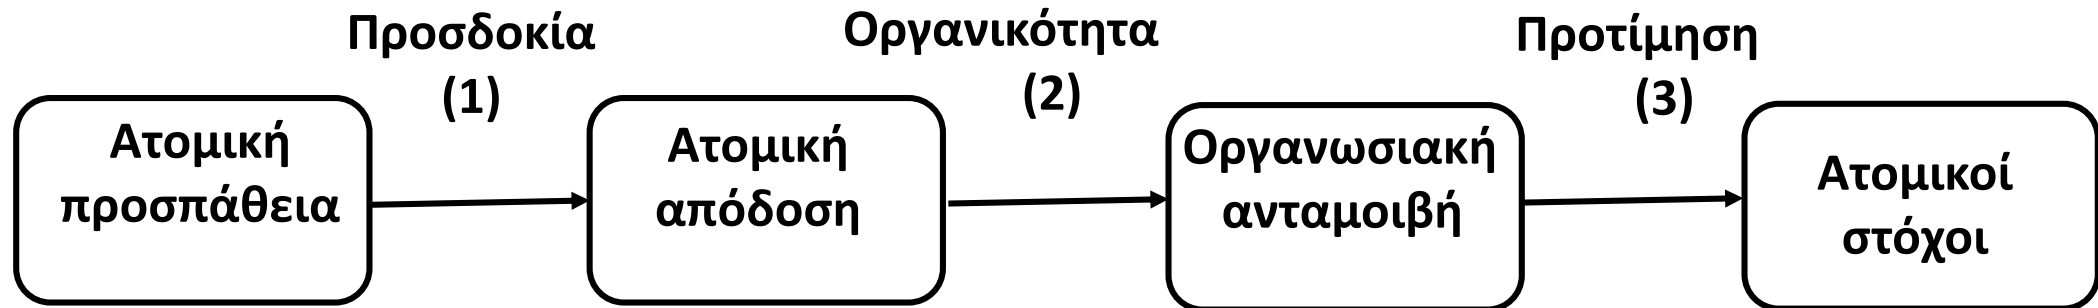 Προσδοκία
(1)
Οργανικότητα
(2)
Προτίμηση
(3)
Ατομική
προσπάθεια
Ατομική
απόδοση
Οργανωσιακή
ανταμοιβή
Ατομικοί
στόχοι